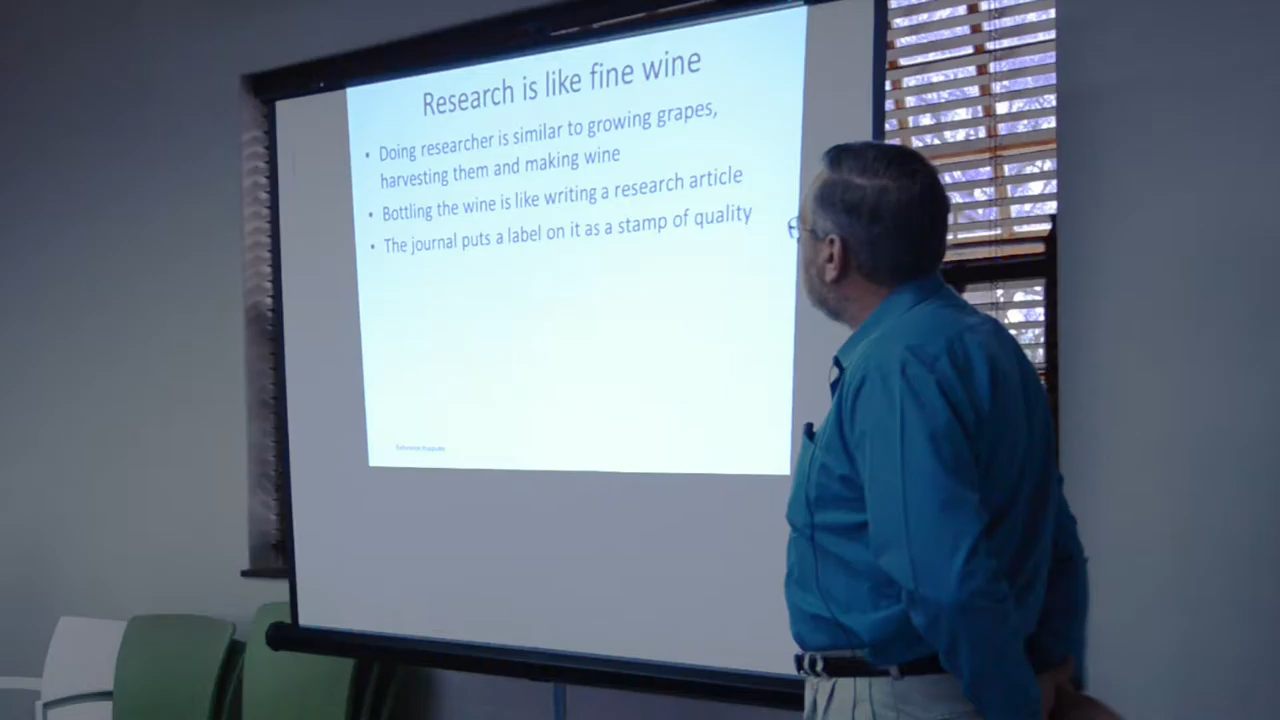 Research is like fine wine
• Doing researcher is similar to growing grapes,
harvesting them and making wine
• Bottling the wine is like writing a research article
• The journal puts a label on it as a stamp of quality